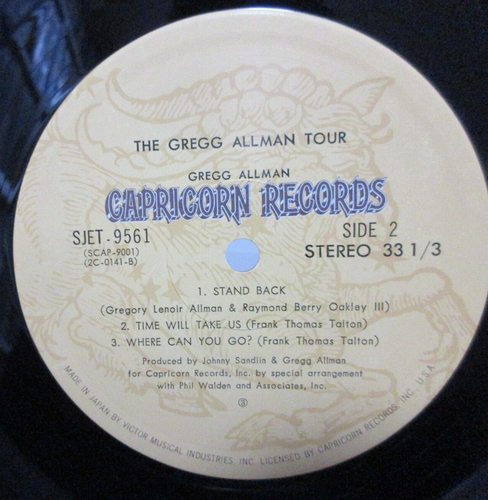 THE GREGG ALLMAN TOUR
GREGG ALLMAN
CAPRICORN RECORDS
SJET-9561
(SCAP-9001)
(2C-0141-B)
SIDE 2
STEREO 33 1/3
1. STAND BACK
(Gregory Lenoir Allman & Raymond Berry Oakley III)
2. TIME WILL TAKE US (Frank Thomas Talton)
3. WHERE CAN YOU GO? (Frank Thomas Talton)
Produced by Johnny Sandlin & Gregg Allman
for Capricorn Records, Inc. by special arrangement
with Phil Walden and Associates, Inc.
MADE IN JAPAN BY VICTOR MUSICAL INDUSTRIES INC. LICENSED BY CAPRICORN RECORDS, INC., U.S.A.